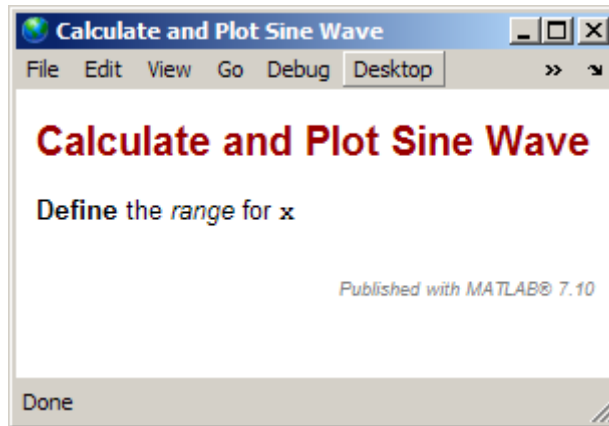 Calculate and Plot Sine Wave
File Edit View Go Debug Desktop »
Calculate and Plot Sine Wave
Define the range for x
Published with MATLAB® 7.10
Done